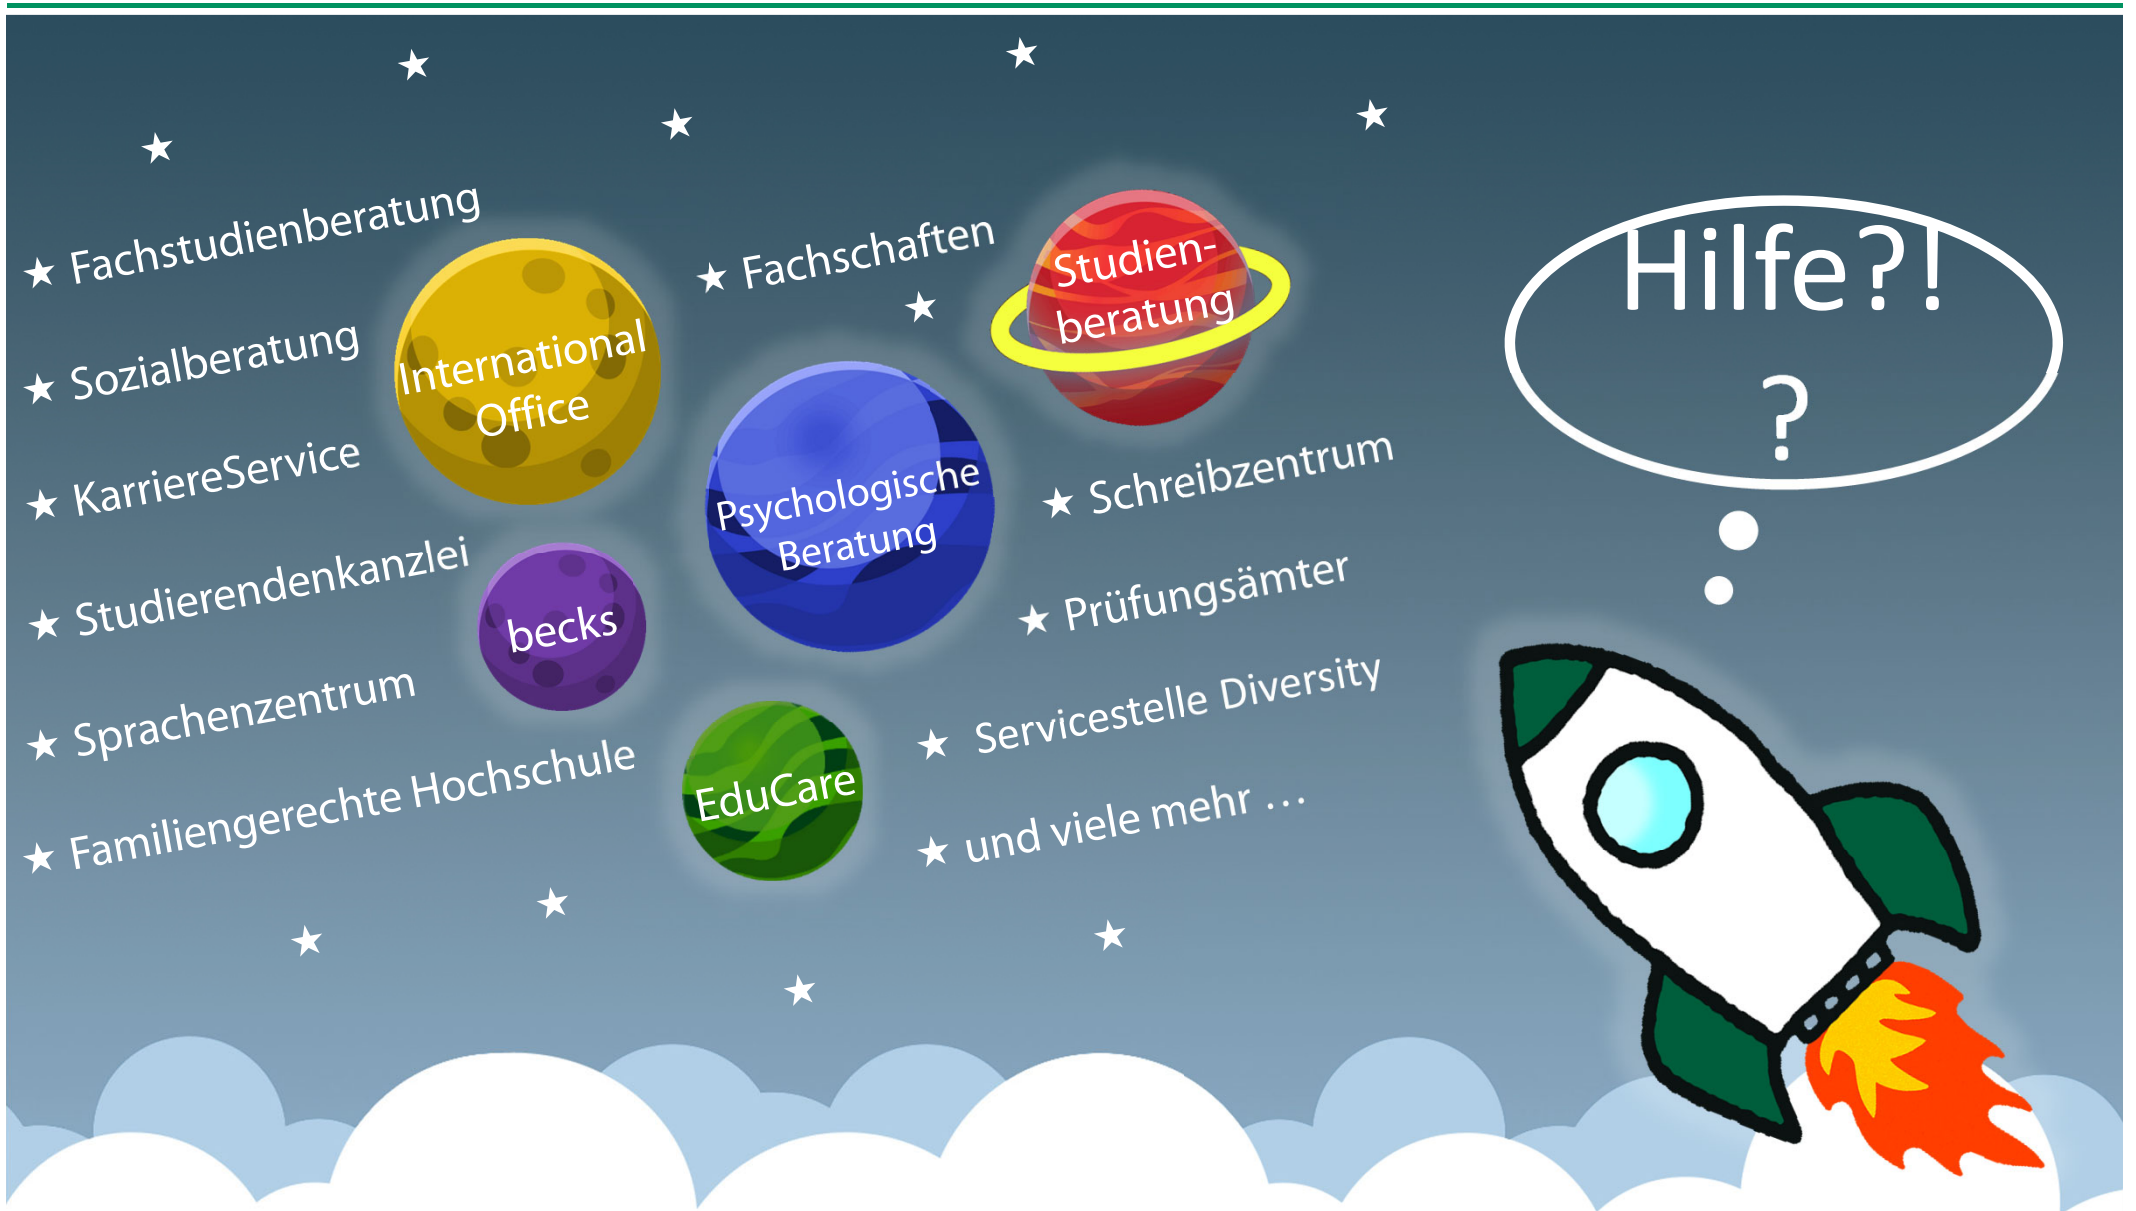 Fachstudienberatung
Sozialberatung
KarriereService
Studierendenkanzlei
Sprachenzentrum
Familiengerechte Hochschule
International
Office
becks
Fachschaften
Psychologische
Beratung
EduCare
Studien-
beratung
Schreibzentrum
Prüfungsämter
Servicestelle Diversity
und viele mehr ...
Hilfe?!
?